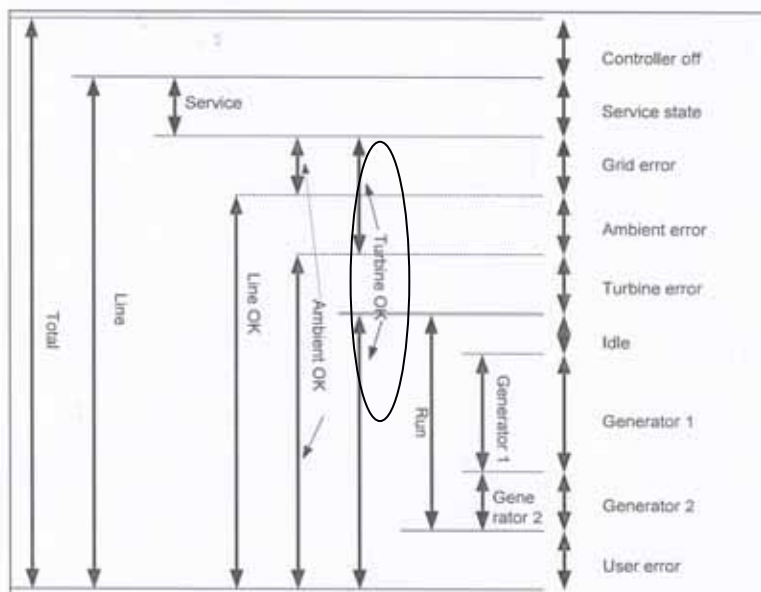 Controller off
Service
Service state
Grid error
Ambient error
Turbine error
Idle
Total
Line
Line OK
Ambient OK
Turbine OK
Run
Generator 1
Gene
rator 2
Generator 1
Generator 2
User error